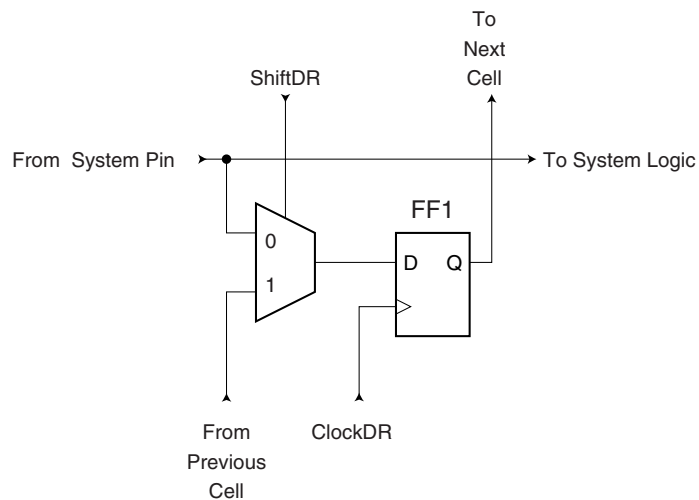 To
Next
Cell
ShiftDR
From System Pin
To System Logic
FF1
0
D Q
1
From
Previous
Cell
ClockDR